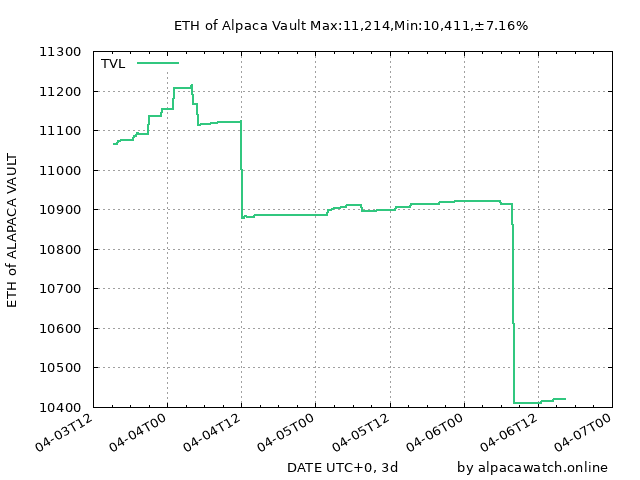 ETH of Alpaca Vault Max:11,214,Min:10,411,±7.16%
TVL
11300
11200
11100
11000
10900
10800
10700
10600
10500
10400
ETH of ALAPACA VAULT
04-03T12
04-04T00
04-04T12
04-05T00
04-05T12
04-06T00
04-06T12
04-07T00
DATE UTC+0, 3d
by alpacawatch.online